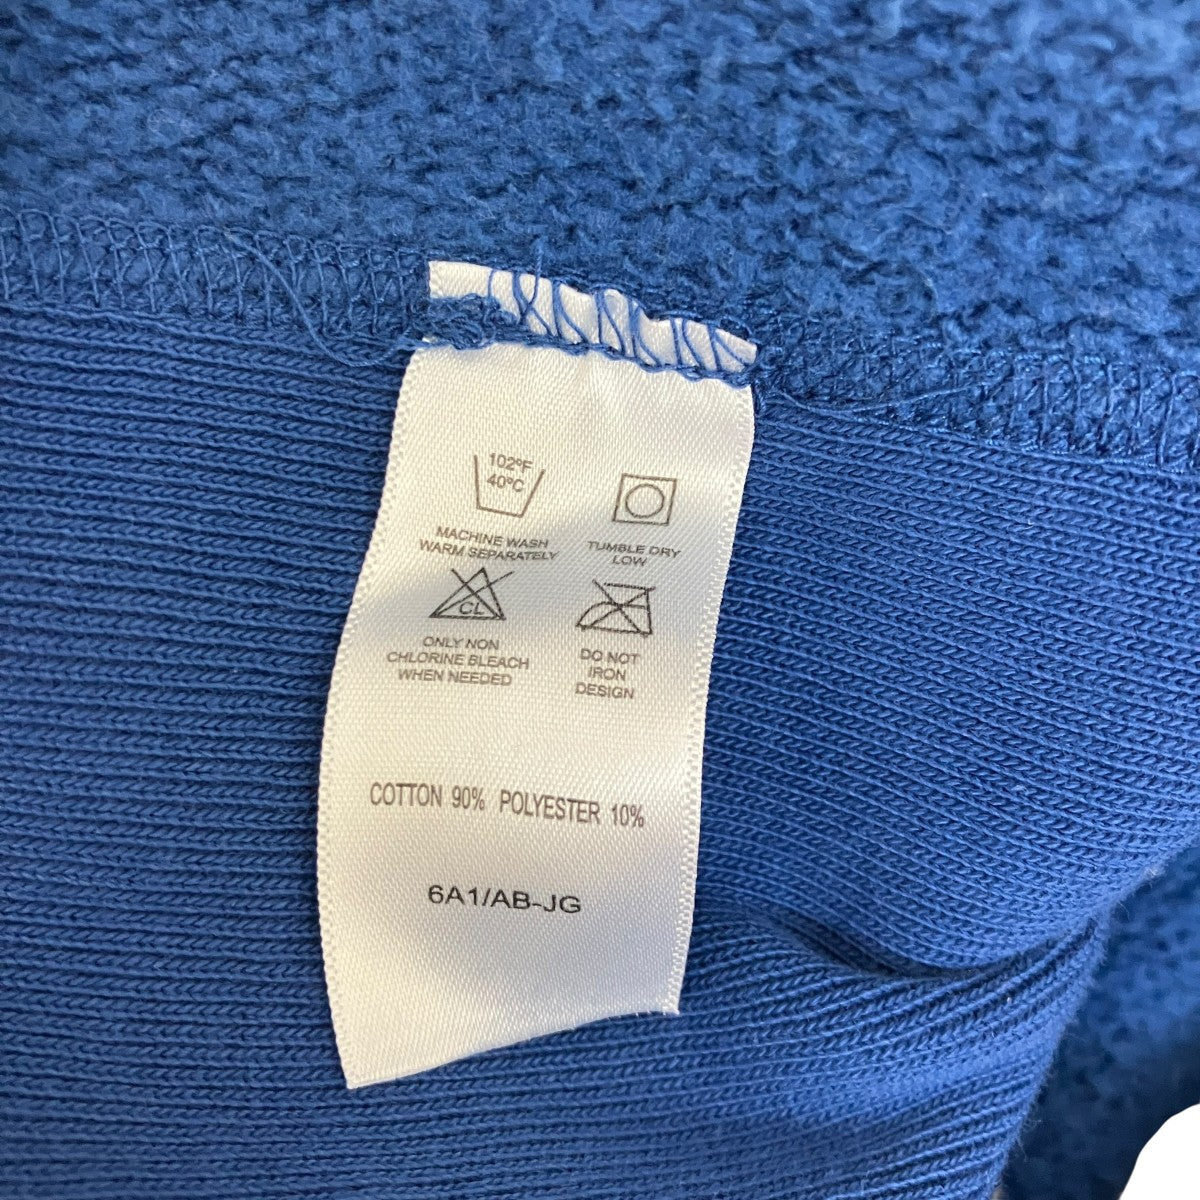 102°F
40°C
MACHINE WASH
WARM SEPARATELY
TUMBLE DRY
LOW
CL
ONLY NON
CHLORINE BLEACH
WHEN NEEDED
DO NOT
IRON
DESIGN
COTTON 90% POLYESTER 10%
6A1/AB-JG